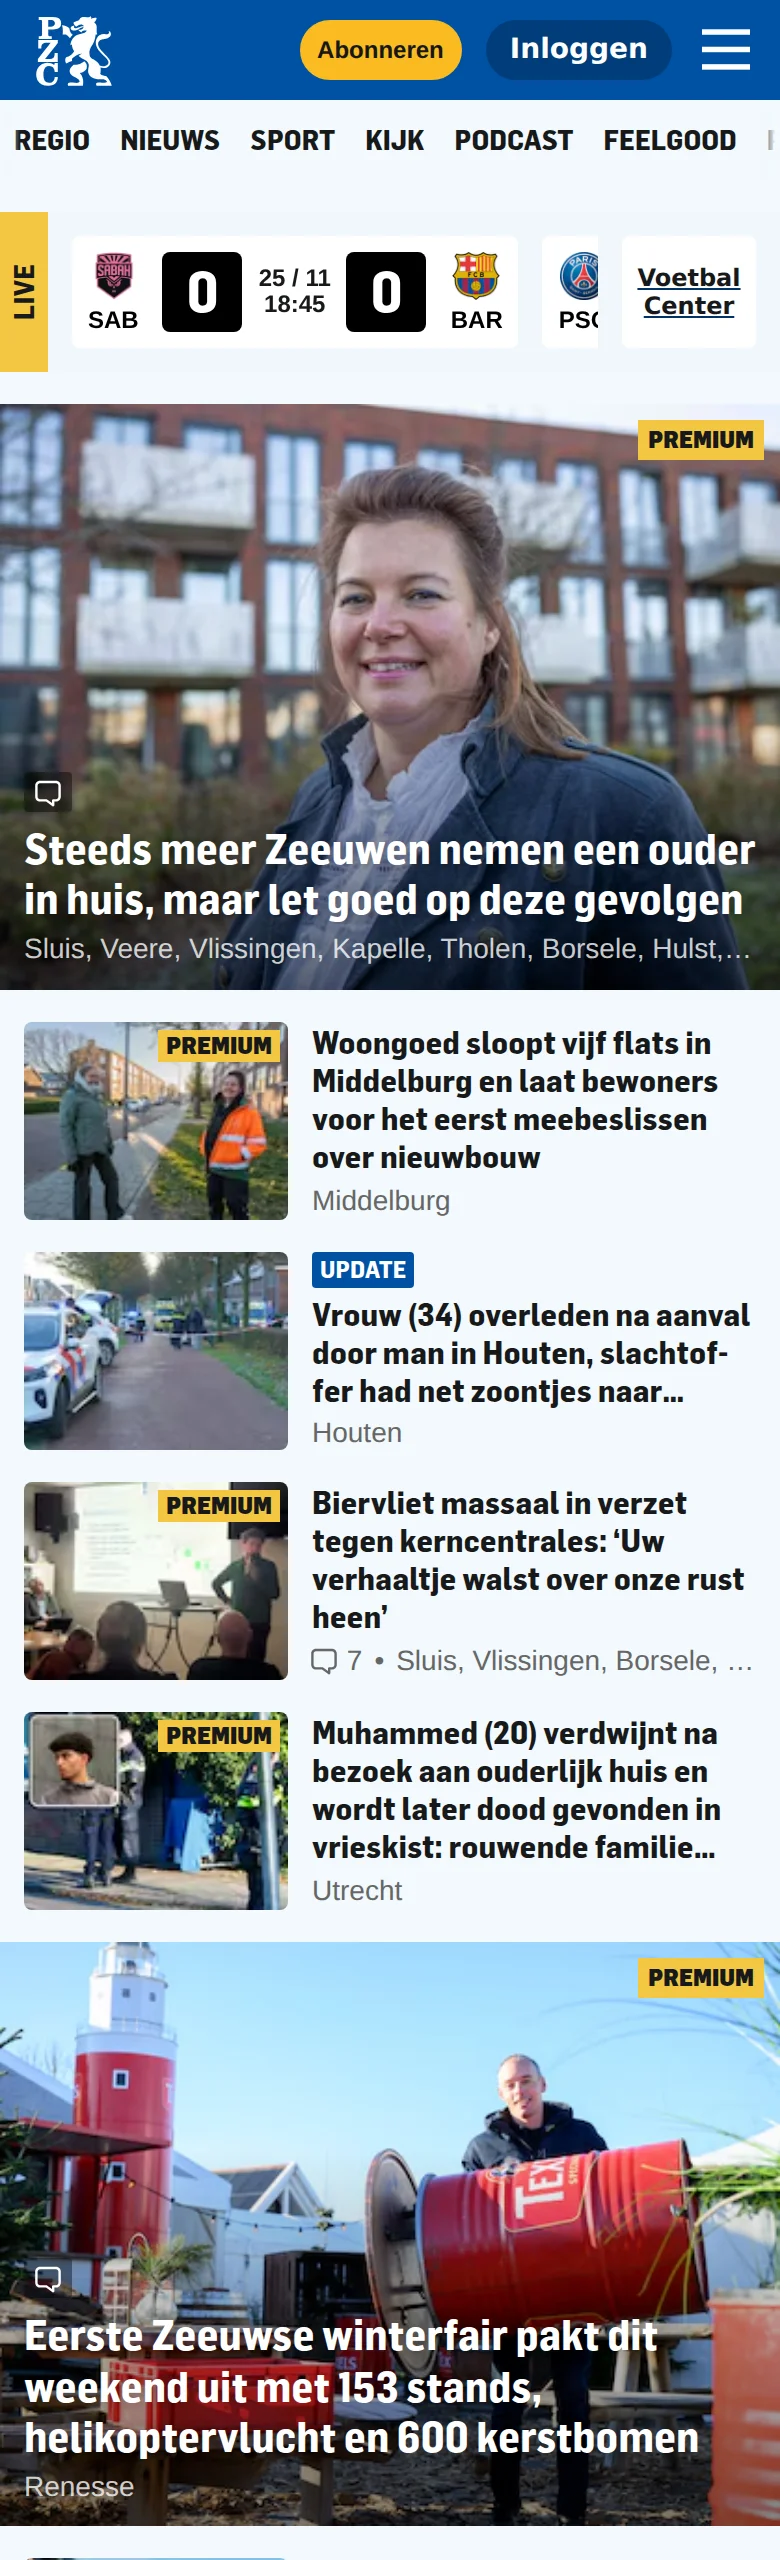 PZC
Abonneren
Inloggen
REGIO NIEUWS SPORT KIJK PODCAST FEELGOOD
LIVE
SABAH
SAB
0
25 / 11
18:45
0
FCB
BAR
PARIS
PSG
Voetbal
Center
PREMIUM
Steeds meer Zeeuwen nemen een ouder
in huis, maar let goed op deze gevolgen
Sluis, Veere, Vlissingen, Kapelle, Tholen, Borsele, Hulst,...
PREMIUM
Woongoed sloopt vijf flats in
Middelburg en laat bewoners
voor het eerst meebeslissen
over nieuwbouw
Middelburg
UPDATE
Vrouw (34) overleden na aanval
door man in Houten, slachtof-
fer had net zoontjes naar...
Houten
PREMIUM
Biervliet massaal in verzet
tegen kerncentrales: ‘Uw
verhaaltje walst over onze rust
heen’
7 • Sluis, Vlissingen, Borsele, ...
PREMIUM
Muhammed (20) verdwijnt na
bezoek aan ouderlijk huis en
wordt later dood gevonden in
vrieskist: rouwende familie...
Utrecht
PREMIUM
TEX
Eerste Zeeuwse winterfair pakt dit
weekend uit met 153 stands,
helikoptervlucht en 600 kerstbomen
Renesse